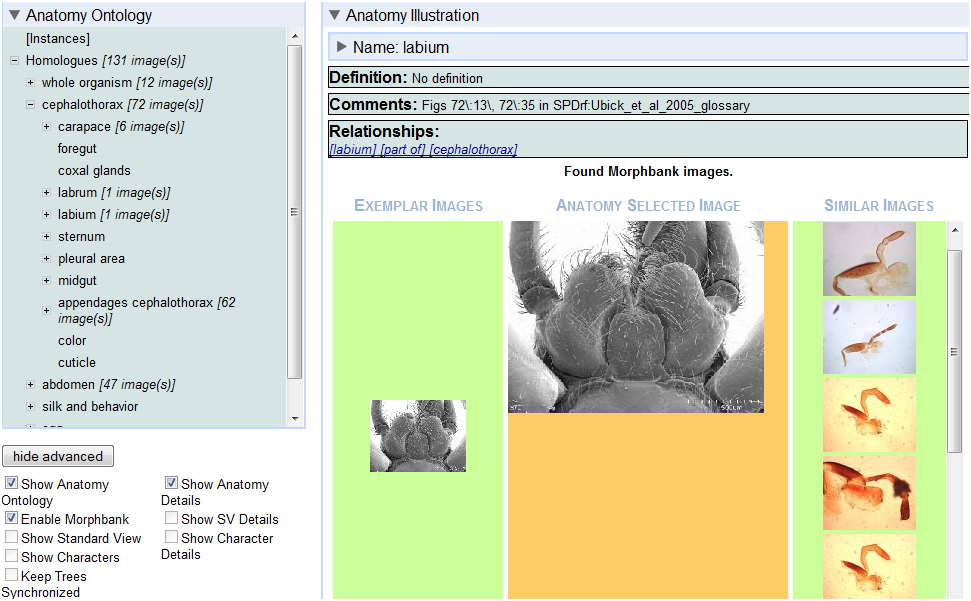 Anatomy Ontology
[Instances]
Homologues [131 image(s)]
whole organism [12 image(s)]
cephalothorax [72 image(s)]
carapace [6 image(s)]
foregut
coxal glands
labrum [1 image(s)]
labium [1 image(s)]
sternum
pleural area
midgut
appendages cephalothorax [62
image(s)]
color
cuticle
abdomen [47 image(s)]
silk and behavior
hide advanced
Show Anatomy
Ontology
Enable Morphbank
Show Standard View
Show Characters
Keep Trees
Synchronized
Show Anatomy
Details
Show SV Details
Show Character
Details
Anatomy Illustration
Name: labium
Definition: No definition
Comments: Figs 72\:13\, 72\:35 in SPDrf:Ubick_et_al_2005_glossary
Relationships:
[labium] [part of] [cephalothorax]
Found Morphbank images.
EXEMPLAR IMAGES
ANATOMY SELECTED IMAGE
SIMILAR IMAGES
500um